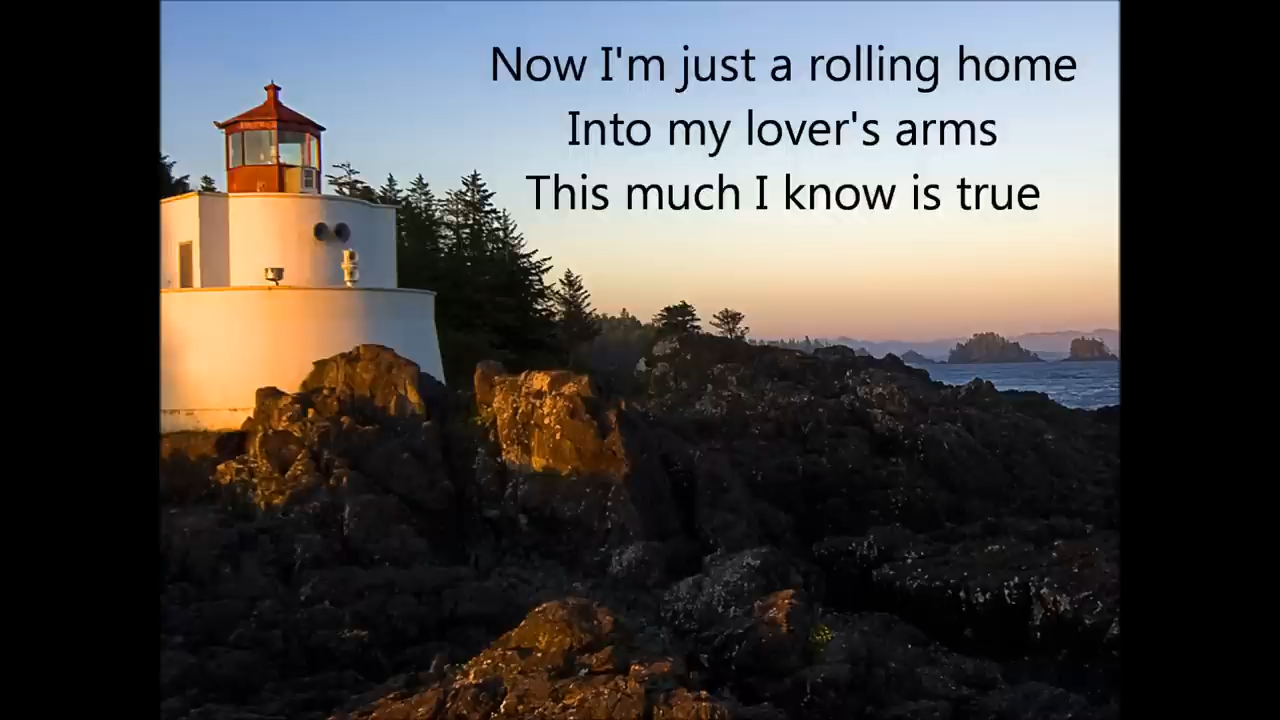 Now I'm just a rolling home
Into my lover's arms
This much I know is true